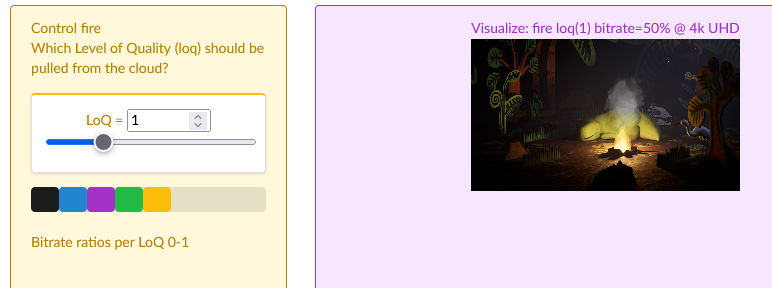 Control fire
Which Level of Quality (loq) should be
pulled from the cloud?
LoQ = 1
Bitrate ratios per LoQ 0-1
Visualize: fire loq(1) bitrate=50% @ 4k UHD